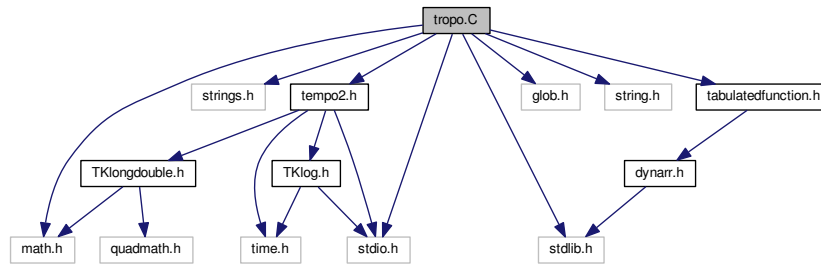 tropo.C
strings.h
tempo2.h
glob.h
string.h
tabulatedfunction.h
TKlongdouble.h
TKlog.h
dynarr.h
math.h
quadmath.h
time.h
stdio.h
stdlib.h